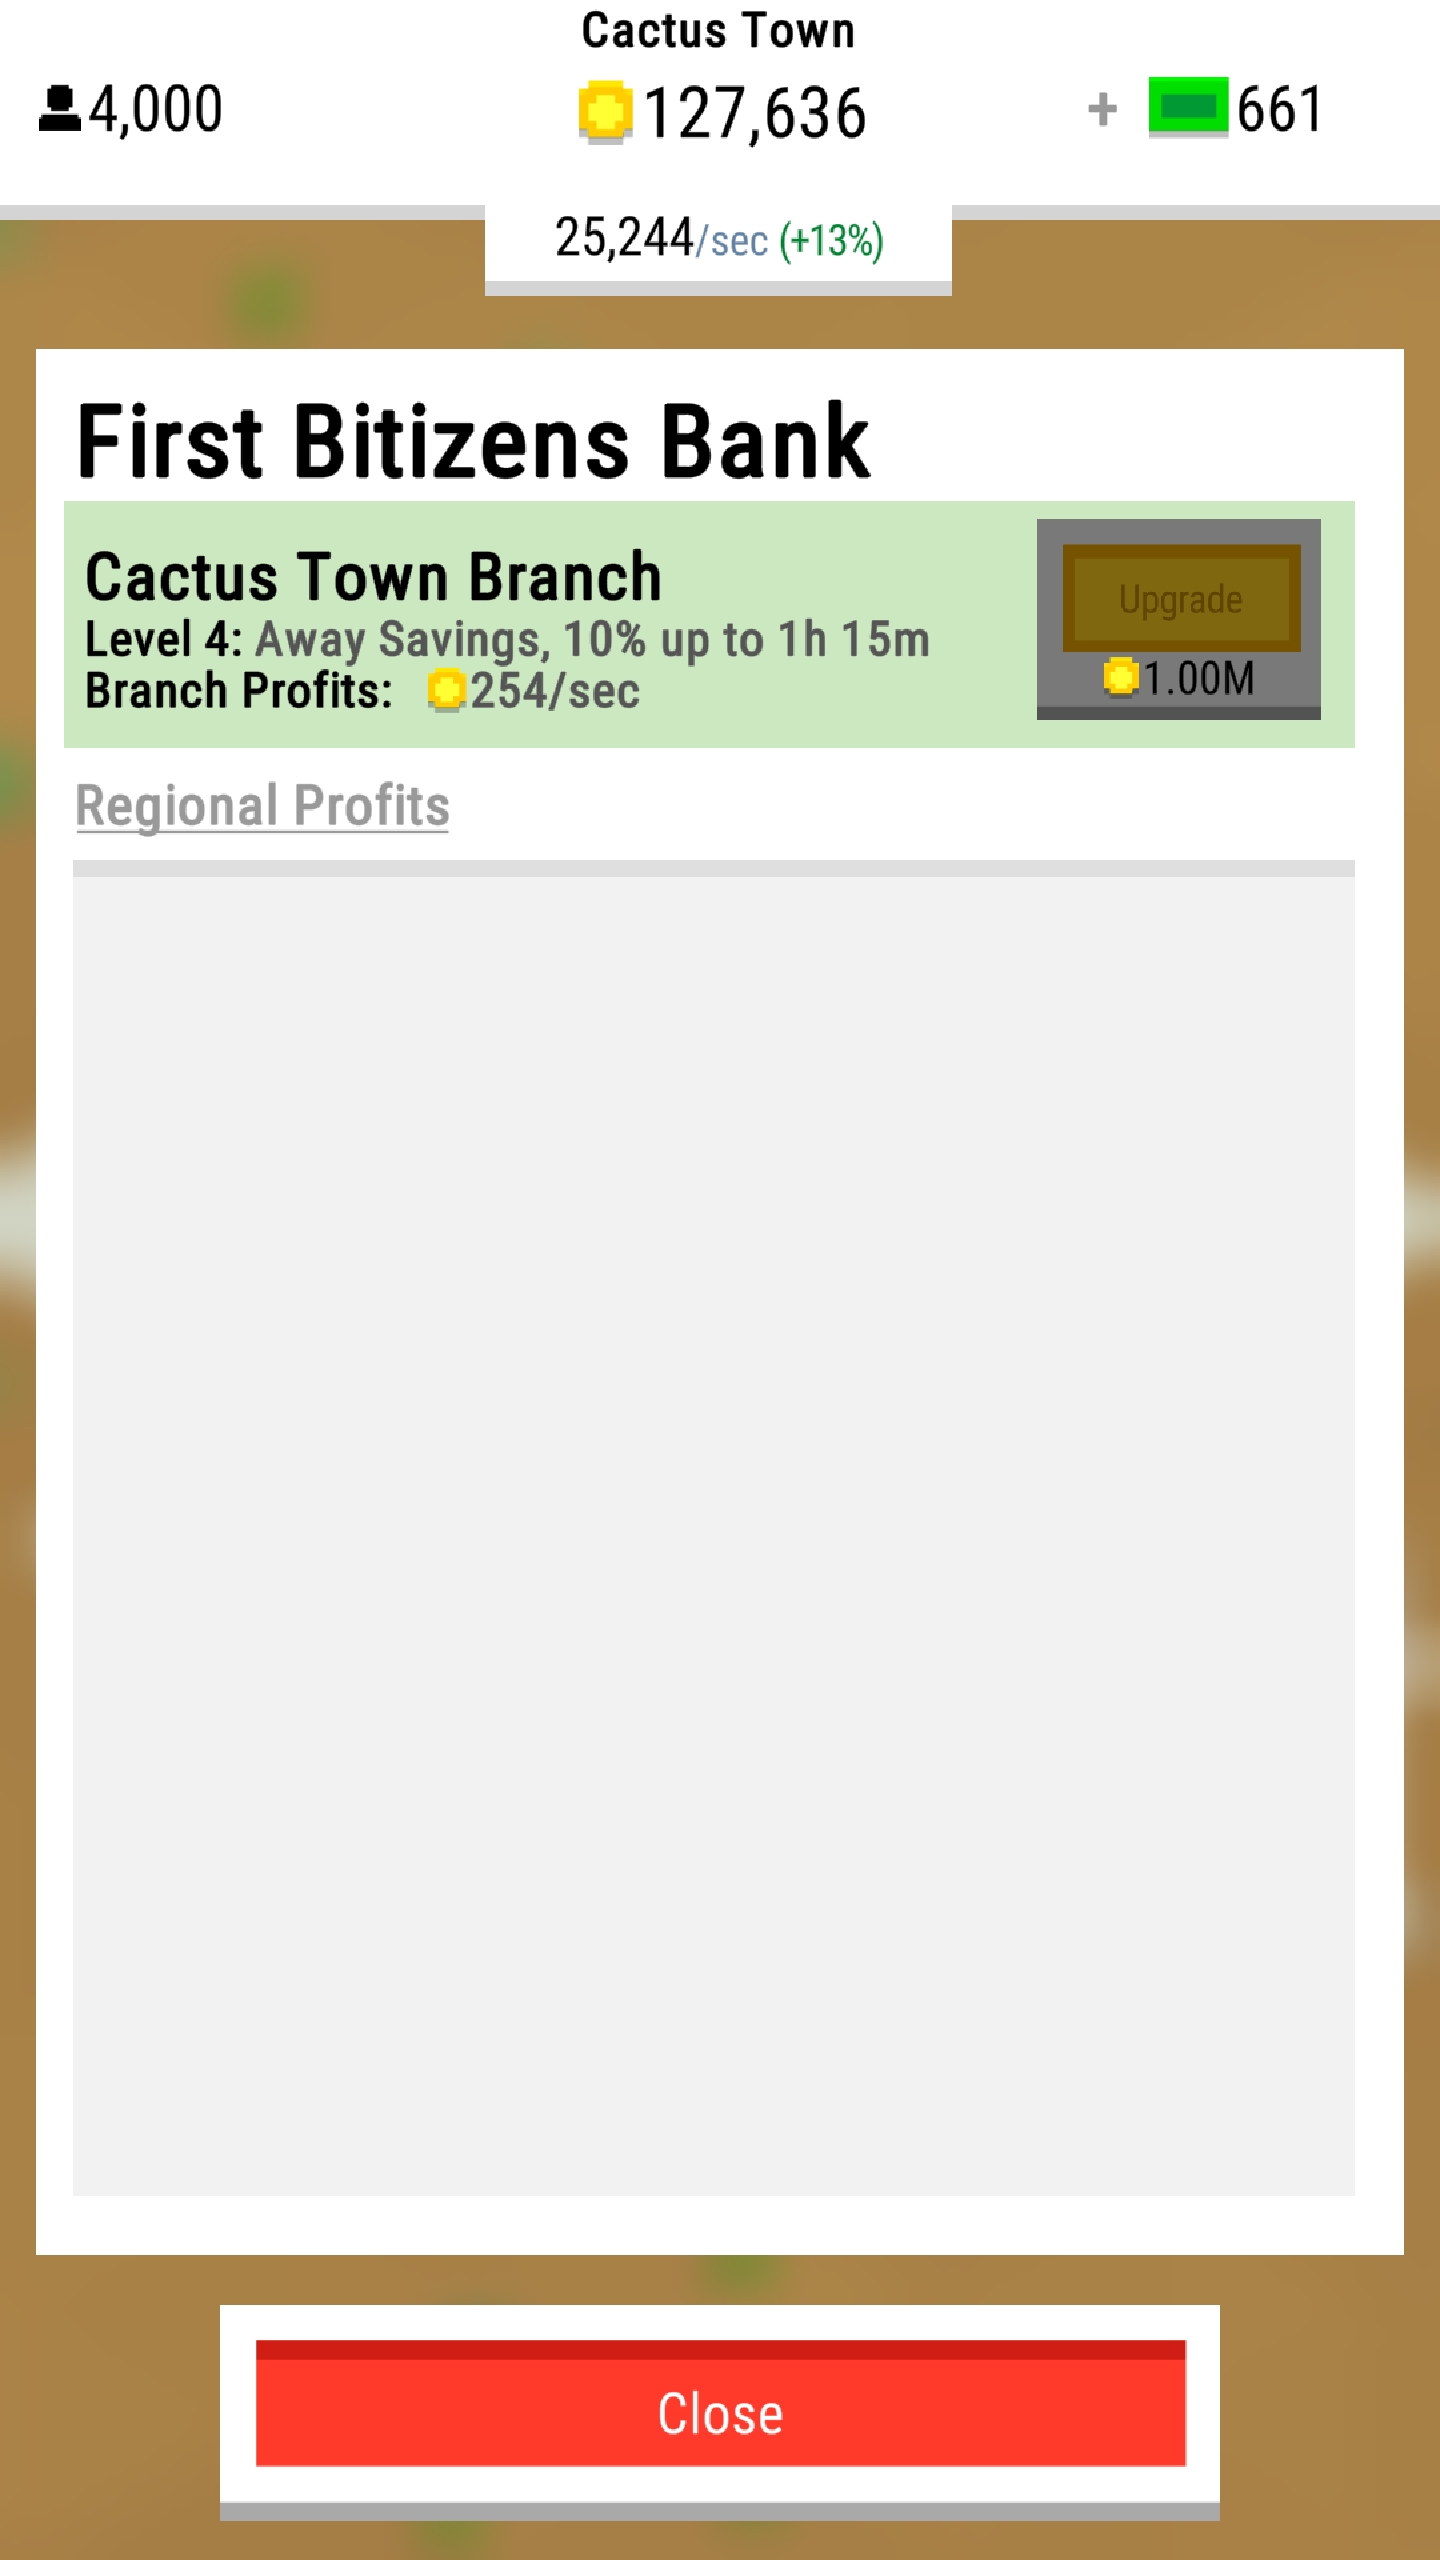 Cactus Town
4,000
127,636
+ 661
25,244/sec (+13%)
First Bitizens Bank
Cactus Town Branch
Level 4: Away Savings, 10% up to 1h 15m
Branch Profits: 254/sec
Upgrade
1.00M
Regional Profits
Close